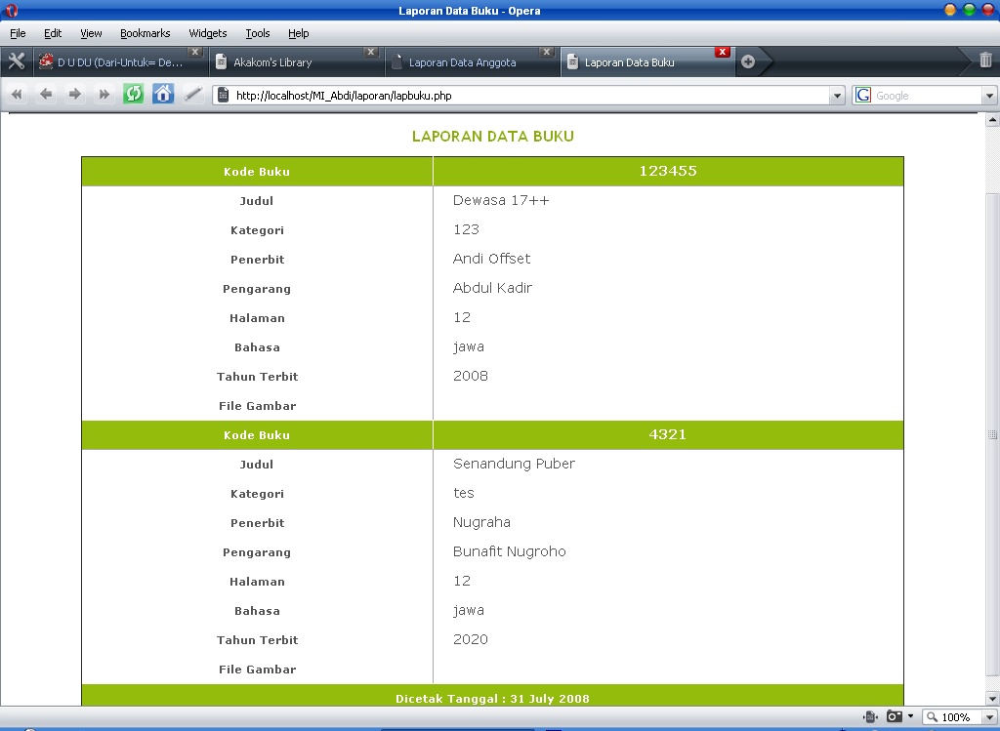 Laporan Data Buku - Opera
File Edit View Bookmarks Widgets Tools Help
D U DU (Dari-Untuk= De... Akakom's Library Laporan Data Anggota Laporan Data Buku
http://localhost/MI_Abdi/laporan/lapbuku.php Google
LAPORAN DATA BUKU
Kode Buku 123455
Judul Dewasa 17++
Kategori 123
Penerbit Andi Offset
Pengarang Abdul Kadir
Halaman 12
Bahasa jawa
Tahun Terbit 2008
File Gambar
Kode Buku 4321
Judul Senandung Puber
Kategori tes
Penerbit Nugraha
Pengarang Bunafit Nugroho
Halaman 12
Bahasa jawa
Tahun Terbit 2020
File Gambar
Dicetak Tanggal : 31 July 2008
100%